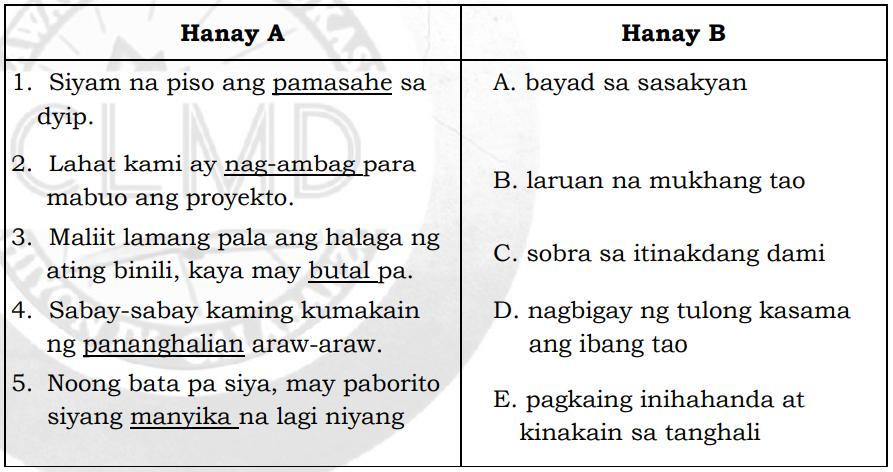 Hanay A
Hanay B
1. Siyam na piso ang pamasahe sa
dyip.
2. Lahat kami ay nag-ambag para
mabuo ang proyekto.
3. Maliit lamang pala ang halaga ng
ating binili, kaya may butal pa.
4. Sabay-sabay kaming kumakain
ng pananghalian araw-araw.
5. Noong bata pa siya, may paborito
siyang manyika na lagi niyang
A. bayad sa sasakyan
B. laruan na mukhang tao
C. sobra sa itinakdang dami
D. nagbigay ng tulong kasama
ang ibang tao
E. pagkaing inihahanda at
kinakain sa tanghali
CLMD